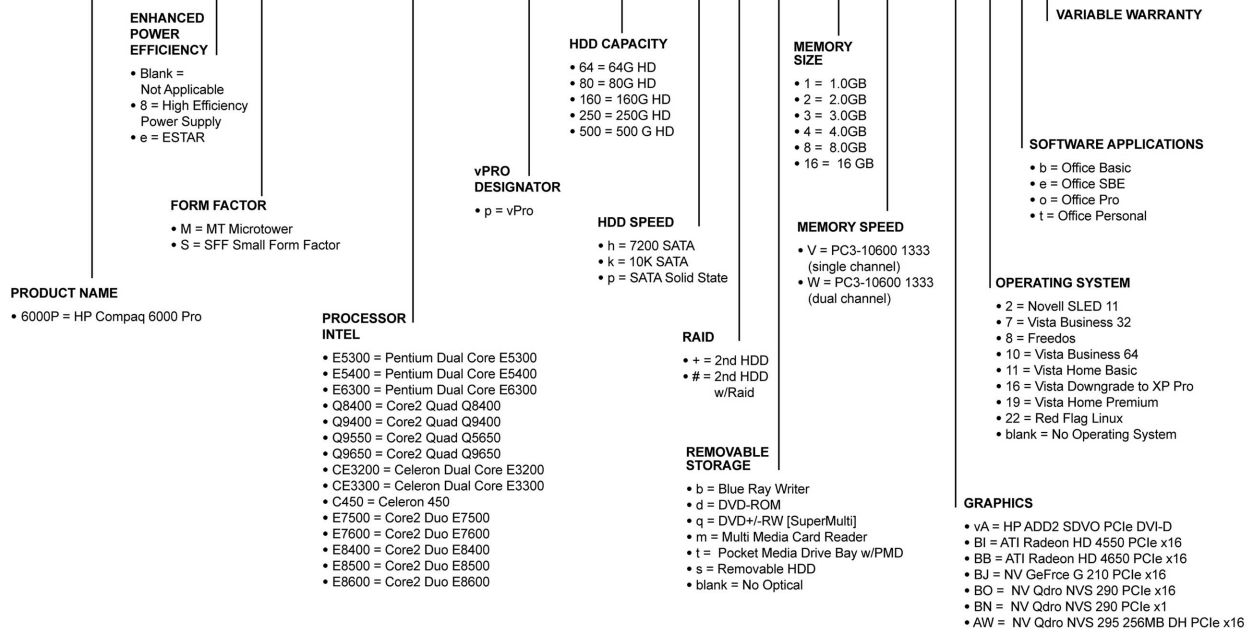 ENHANCED
POWER
EFFICIENCY
• Blank =
Not Applicable
• 8 = High Efficiency
Power Supply
• e = ESTAR
FORM FACTOR
• M = MT Microtower
• S = SFF Small Form Factor
PRODUCT NAME
• 6000P = HP Compaq 6000 Pro
PROCESSOR
INTEL
• E5300 = Pentium Dual Core E5300
• E5400 = Pentium Dual Core E5400
• E6300 = Pentium Dual Core E6300
• Q8400 = Core2 Quad Q8400
• Q9400 = Core2 Quad Q9400
• Q9550 = Core2 Quad Q5650
• Q9650 = Core2 Quad Q9650
• CE3200 = Celeron Dual Core E3200
• CE3300 = Celeron Dual Core E3300
• C450 = Celeron 450
• E7500 = Core2 Duo E7500
• E7600 = Core2 Duo E7600
• E8400 = Core2 Duo E8400
• E8500 = Core2 Duo E8500
• E8600 = Core2 Duo E8600
vPRO
DESIGNATOR
• p = vPro
HDD CAPACITY
• 64 = 64G HD
• 80 = 80G HD
• 160 = 160G HD
• 250 = 250G HD
• 500 = 500 G HD
HDD SPEED
• h = 7200 SATA
• k = 10K SATA
• p = SATA Solid State
RAID
• + = 2nd HDD
• # = 2nd HDD
w/Raid
REMOVABLE
STORAGE
• b = Blue Ray Writer
• d = DVD-ROM
• q = DVD+/-RW [SuperMulti]
• m = Multi Media Card Reader
• t = Pocket Media Drive Bay w/PMD
• s = Removable HDD
• blank = No Optical
MEMORY
SIZE
• 1 = 1.0GB
• 2 = 2.0GB
• 3 = 3.0GB
• 4 = 4.0GB
• 8 = 8.0GB
• 16 = 16 GB
MEMORY SPEED
• V = PC3-10600 1333
(single channel)
• W = PC3-10600 1333
(dual channel)
GRAPHICS
• vA = HP ADD2 SDVO PCIe DVI-D
• BI = ATI Radeon HD 4550 PCIe x16
• BB = ATI Radeon HD 4650 PCIe x16
• BJ = NV GeFrce G 210 PCIe x16
• BO = NV Qdro NVS 290 PCIe x16
• BN = NV Qdro NVS 290 PCIe x1
• AW = NV Qdro NVS 295 256MB DH PCIe x16
OPERATING SYSTEM
• 2 = Novell SLED 11
• 7 = Vista Business 32
• 8 = Freedos
• 10 = Vista Business 64
• 11 = Vista Home Basic
• 16 = Vista Downgrade to XP Pro
• 19 = Vista Home Premium
• 22 = Red Flag Linux
• blank = No Operating System
SOFTWARE APPLICATIONS
• b = Office Basic
• e = Office SBE
• o = Office Pro
• t = Office Personal
VARIABLE WARRANTY